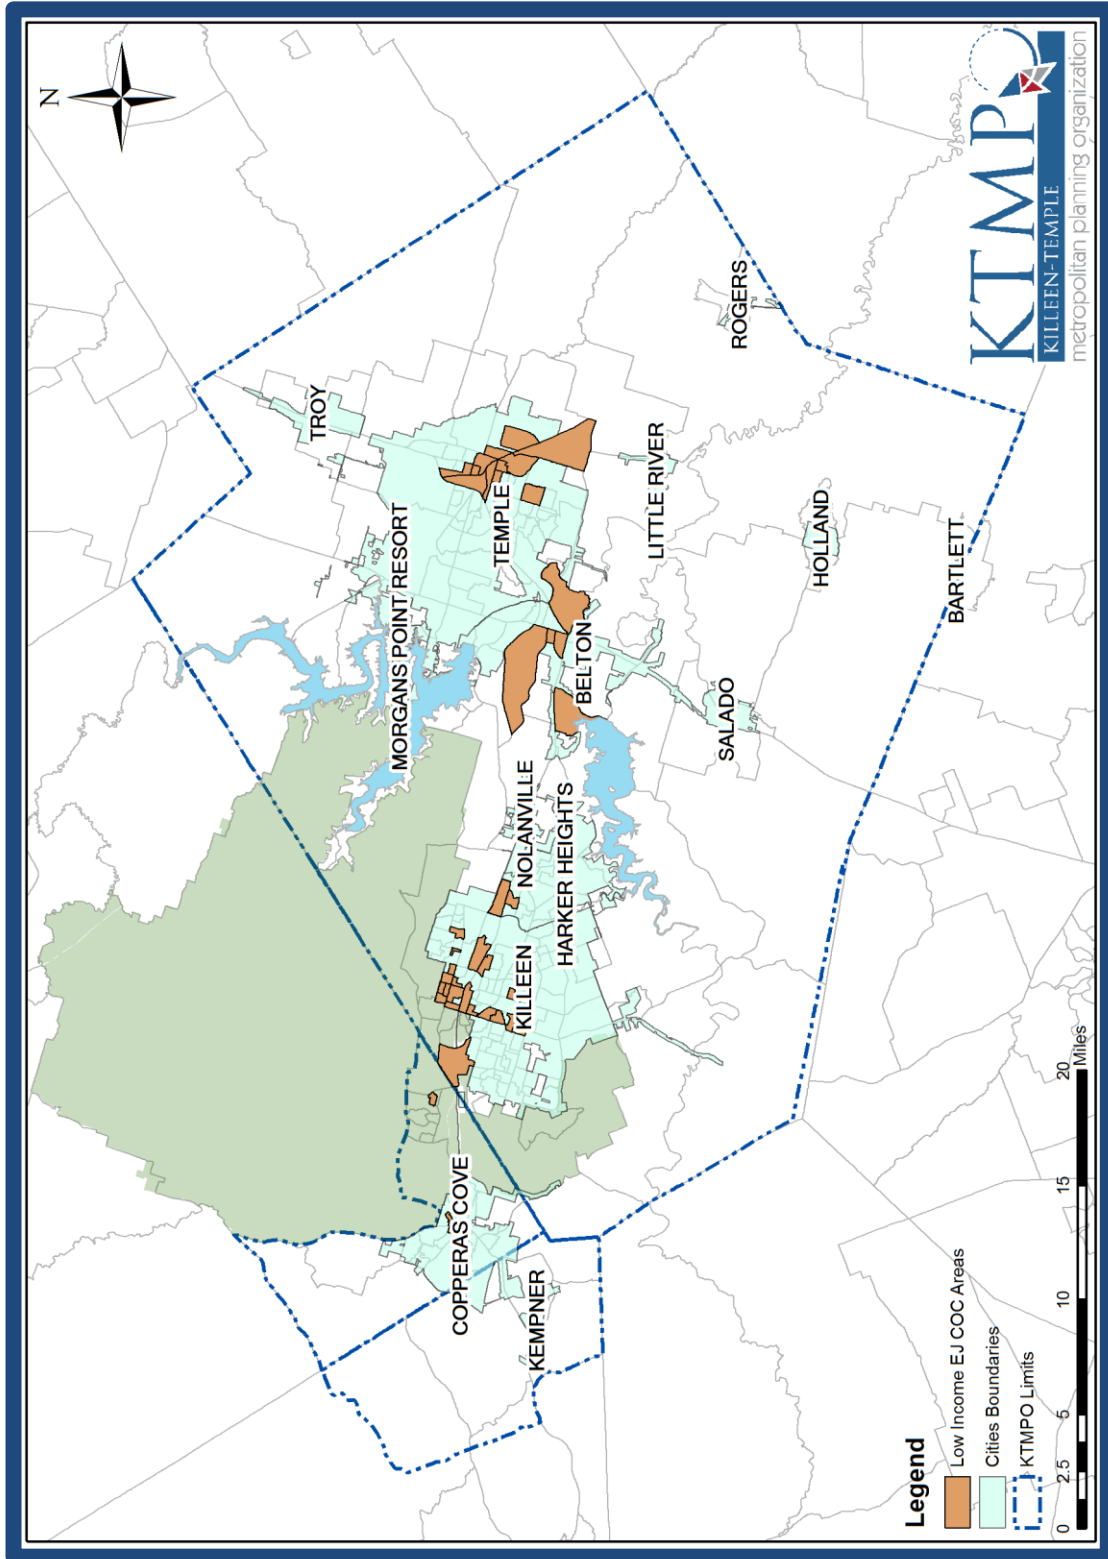 N
TROY
MORGANS POINT RESORT
TEMPLE
ROGERS
LITTLE RIVER
BELTON
HOLLAND
BARTLETT
SALADO
NOLANVILLE
HARKER HEIGHTS
KILLEEN
COPPERAS COVE
KEMPNER
Legend
Low Income EJ COC Areas
Cities Boundaries
KTMPO Limits
0 2.5 5 10 15 20
Miles
KTMPO
KILLEEN-TEMPLE
metropolitan planning organization